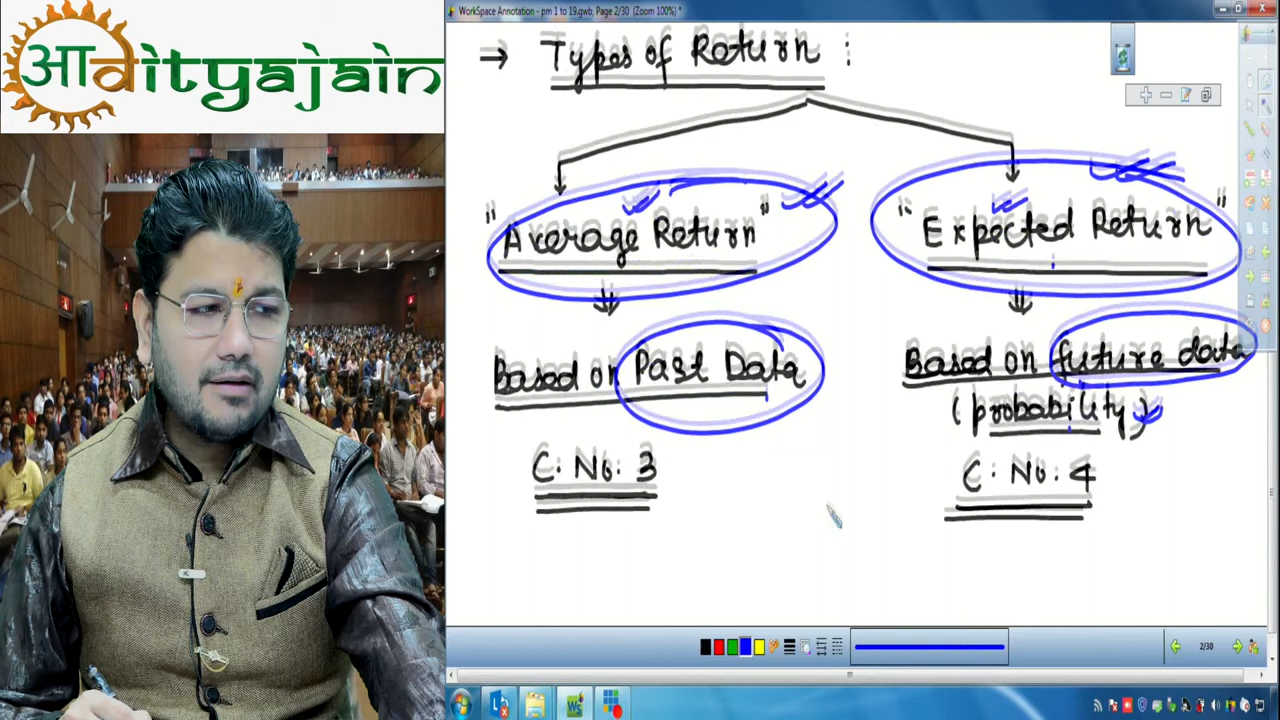 WorkSpace Annotation - pm 1 to 19.gwb, Page 2/30 (Zoom 100%) *
आdityajain
→ Types of Return :
"Average Return"
"Expected Return"
Based on Past Data
Based on future data
(probability)
C. No. 3
C. No. 4
2/30